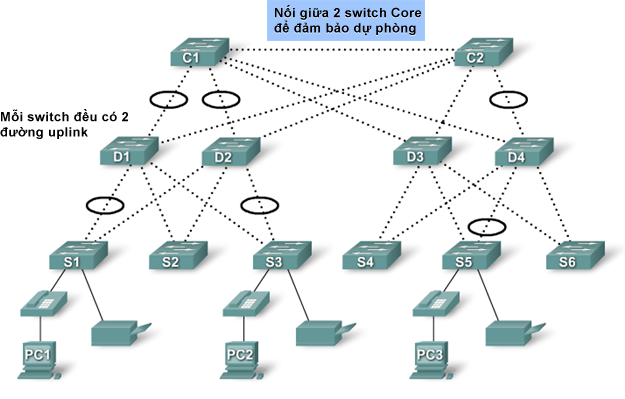 Nối giữa 2 switch Core
để đảm bảo dự phòng
C1
C2
Mỗi switch đều có 2
đường uplink
D1
D2
D3
D4
S1
S2
S3
S4
S5
S6
PC1
PC2
PC3